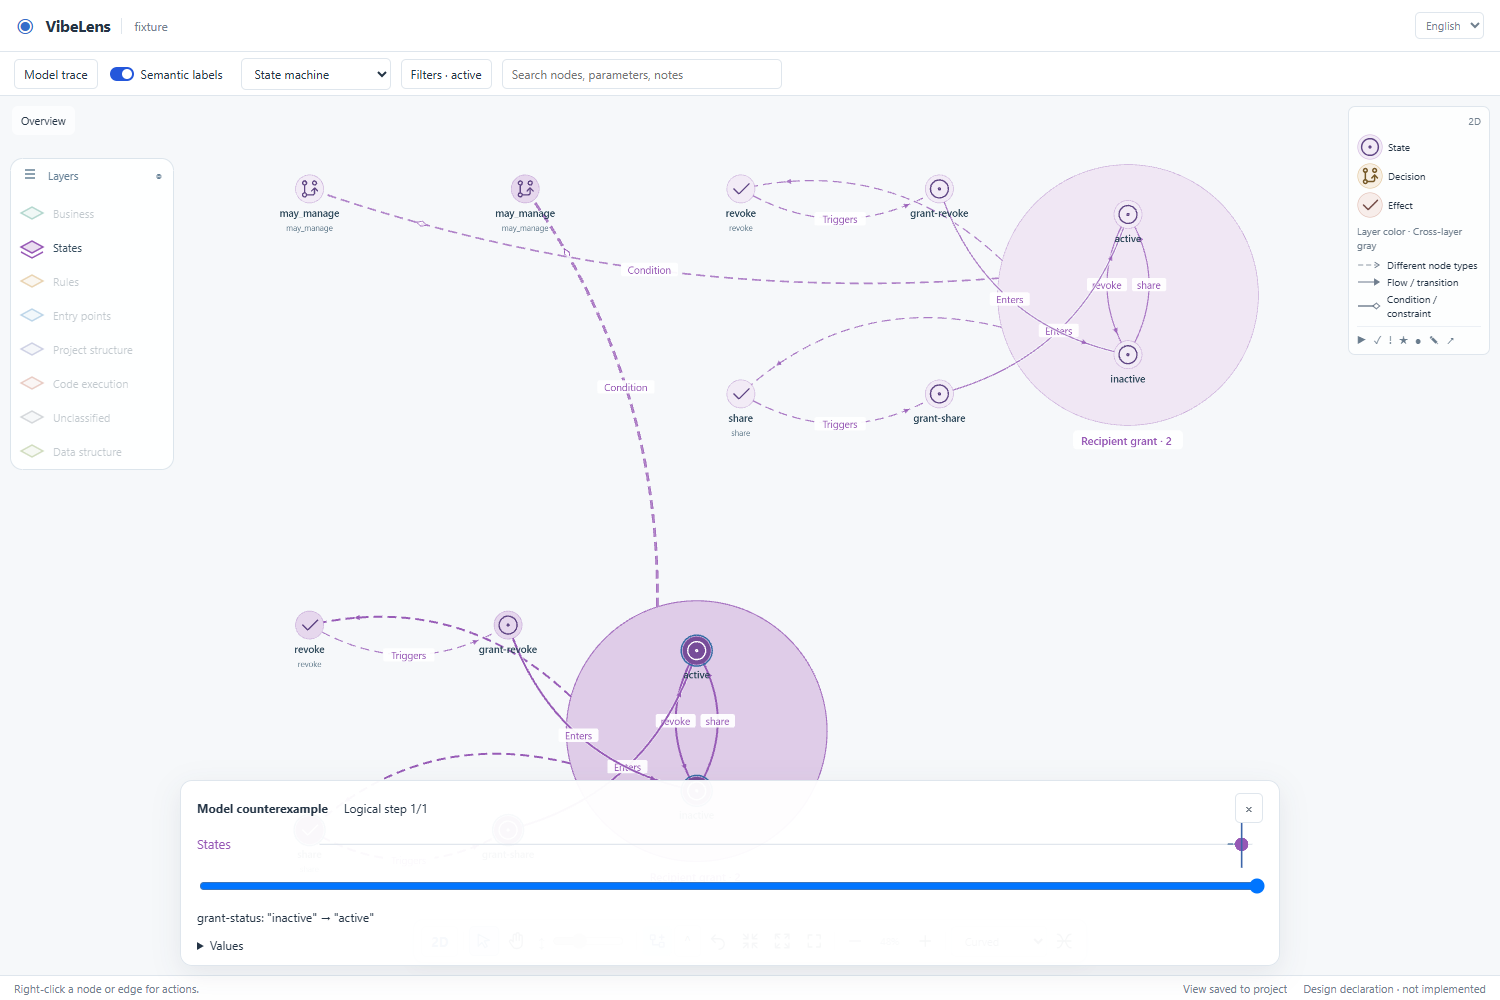 VibeLens
fixture
English
Model trace
Semantic labels
State machine
Filters · active
Search nodes, parameters, notes
Overview
Layers
Business
States
Rules
Entry points
Project structure
Code execution
Unclassified
Data structure
may_manage
may_manage
may_manage
may_manage
revoke
revoke
Triggers
grant-revoke
active
revoke
share
Condition
Enters
Enters
inactive
Condition
share
share
Triggers
grant-share
Recipient grant · 2
2D
State
Decision
Effect
Layer color · Cross-layer
gray
Different node types
Flow / transition
Condition /
constraint
revoke
revoke
Triggers
grant-revoke
active
revoke
share
Enters
Enters
Model counterexample
Logical step 1/1
×
States
grant-status: "inactive" → "active"
Values
2D
Right-click a node or edge for actions.
View saved to project
Design declaration · not implemented